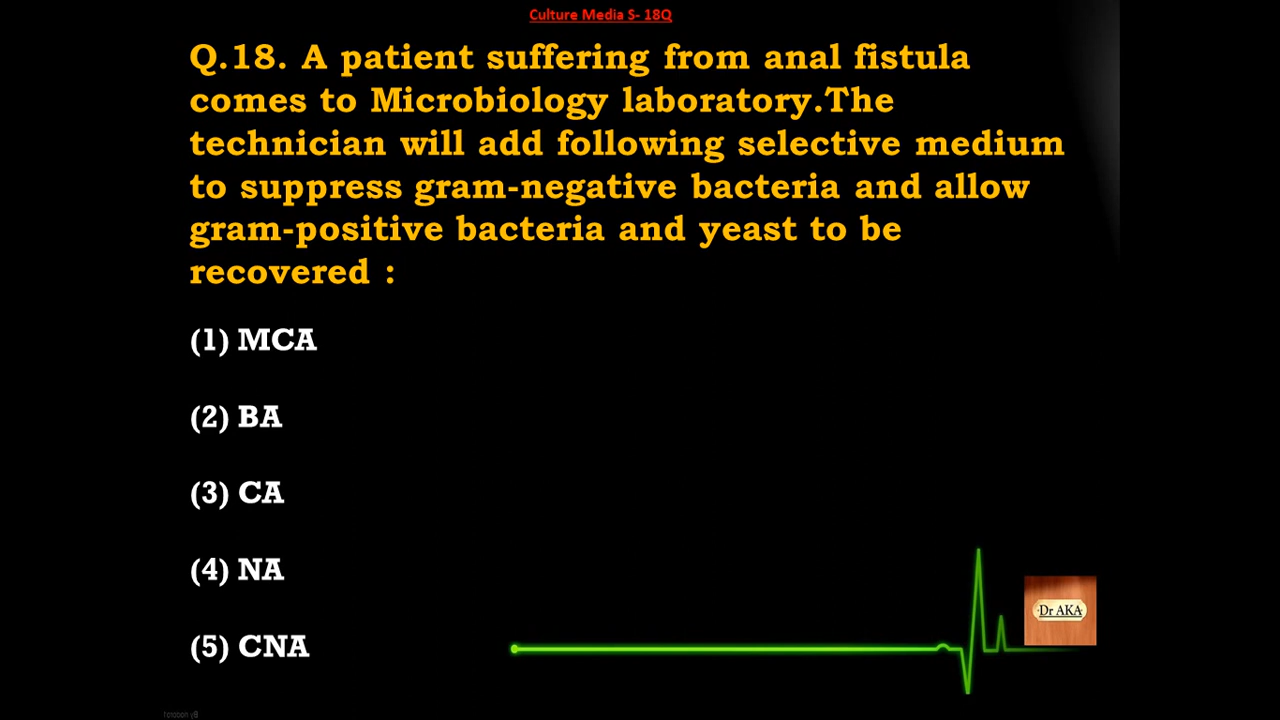 Culture Media S- 18Q
Q.18. A patient suffering from anal fistula
comes to Microbiology laboratory.The
technician will add following selective medium
to suppress gram-negative bacteria and allow
gram-positive bacteria and yeast to be
recovered :
(1) MCA
(2) BA
(3) CA
(4) NA
(5) CNA
Dr AKA